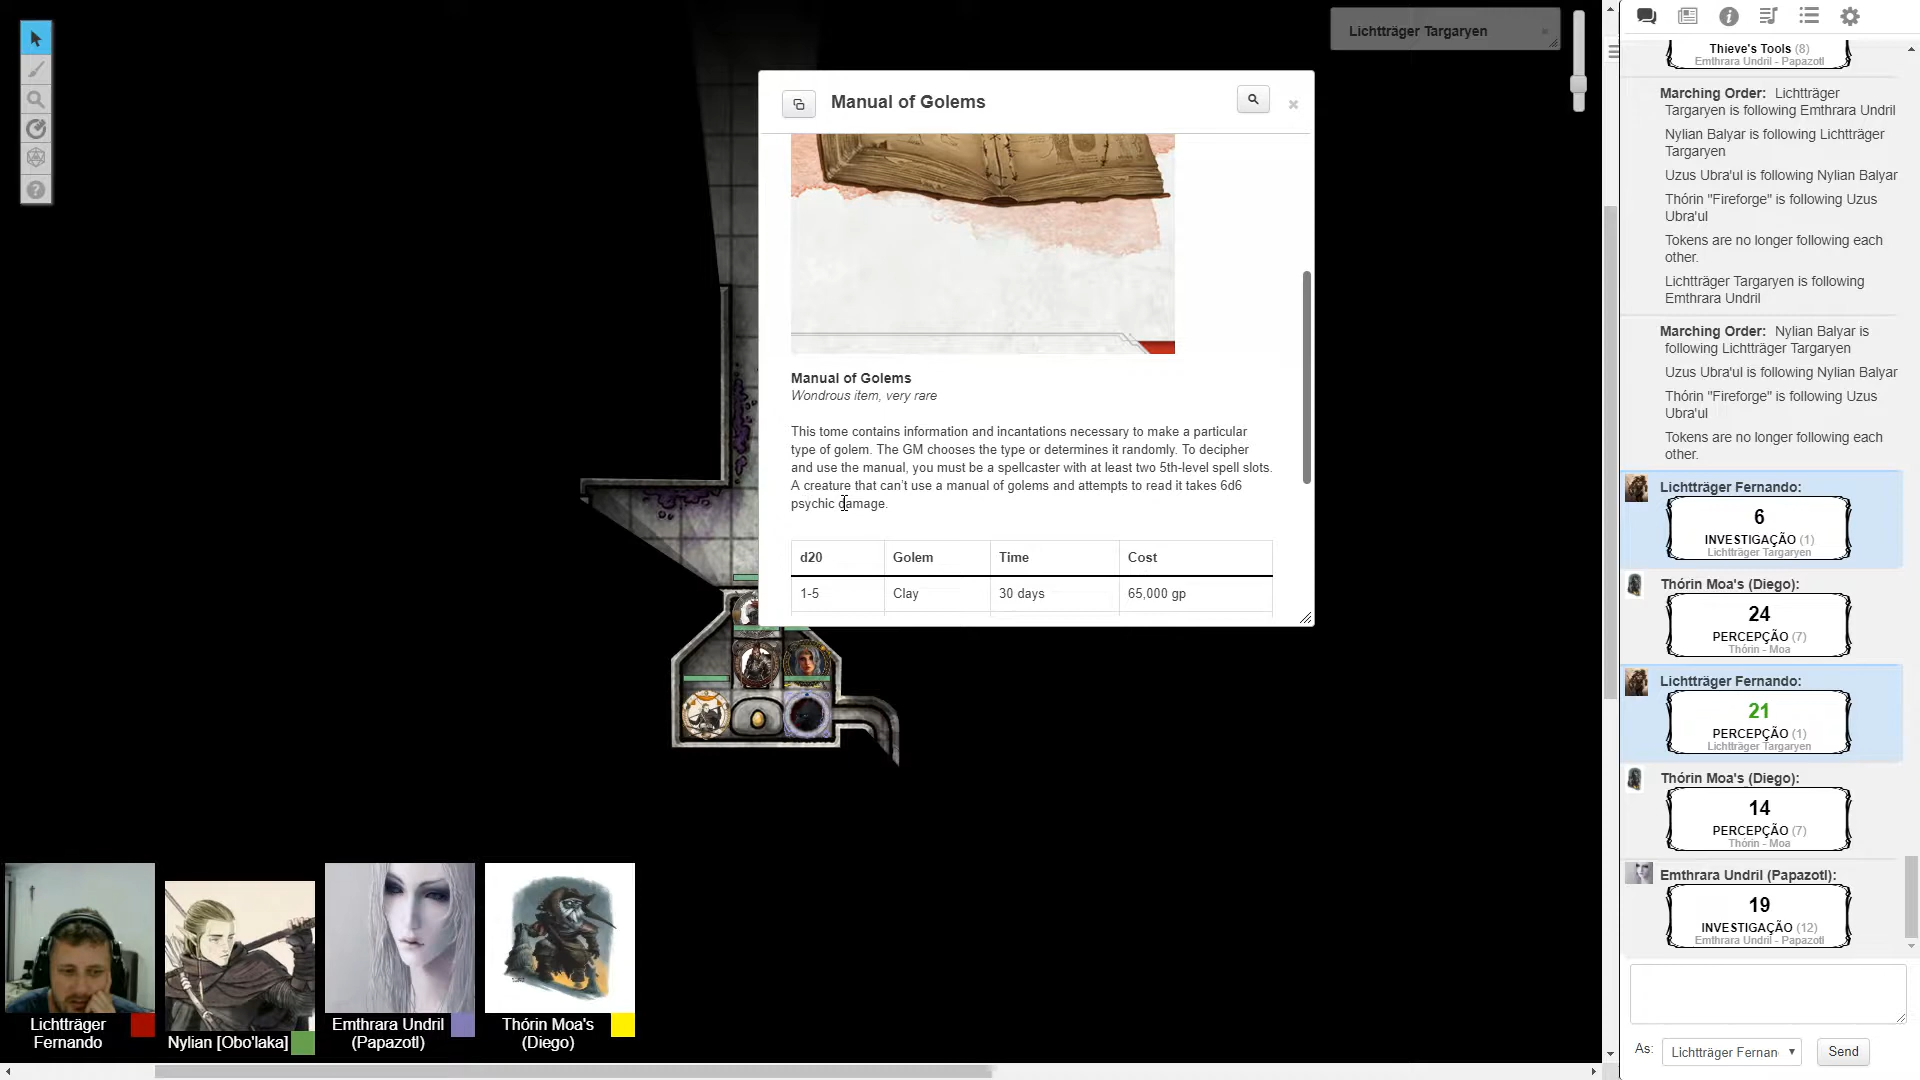 Lichtträger Targaryen
Manual of Golems
Manual of Golems
Wondrous item, very rare
This tome contains information and incantations necessary to make a particular
type of golem. The GM chooses the type or determines it randomly. To decipher
and use the manual, you must be a spellcaster with at least two 5th-level spell slots.
A creature that can't use a manual of golems and attempts to read it takes 6d6
psychic damage.
d20 Golem Time Cost
1-5 Clay 30 days 65,000 gp
Lichtträger
Fernando
Nylian [Obo'laka]
Emthrara Undril
(Papazotl)
Thórin Moa's
(Diego)
Thieve's Tools (8)
Emthrara Undril - Papazotl
Marching Order: Lichtträger
Targaryen is following Emthrara Undril
Nylian Balyar is following Lichtträger
Targaryen
Uzus Ubra'ul is following Nylian Balyar
Thórin "Fireforge" is following Uzus
Ubra'ul
Tokens are no longer following each
other.
Lichtträger Targaryen is following
Emthrara Undril
Marching Order: Nylian Balyar is
following Lichtträger Targaryen
Uzus Ubra'ul is following Nylian Balyar
Thórin "Fireforge" is following Uzus
Ubra'ul
Tokens are no longer following each
other.
Lichtträger Fernando:
6
INVESTIGAÇÃO (1)
Lichtträger Targaryen
Thórin Moa's (Diego):
24
PERCEPÇÃO (7)
Thórin - Moa
Lichtträger Fernando:
21
PERCEPÇÃO (1)
Lichtträger Targaryen
Thórin Moa's (Diego):
14
PERCEPÇÃO (7)
Thórin - Moa
Emthrara Undril (Papazotl):
19
INVESTIGAÇÃO (12)
Emthrara Undril - Papazotl
As: Lichtträger Fernan
Send